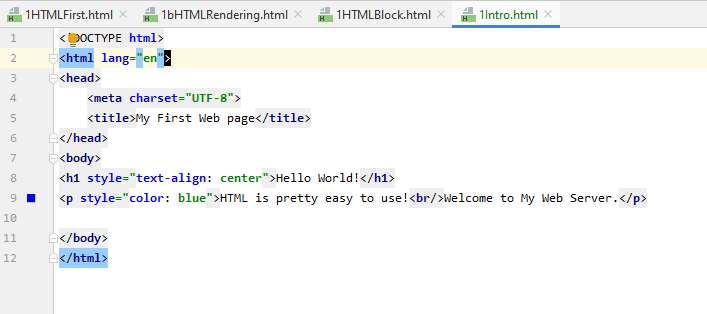 1HTMLFirst.html 1bHTMLRendering.html 1HTMLBlock.html 1Intro.html
1 <!DOCTYPE html>
2 <html lang="en">
3 <head>
4 <meta charset="UTF-8">
5 <title>My First Web page</title>
6 </head>
7 <body>
8 <h1 style="text-align: center">Hello World!</h1>
9 <p style="color: blue">HTML is pretty easy to use!<br/>Welcome to My Web Server.</p>
10
11 </body>
12 </html>